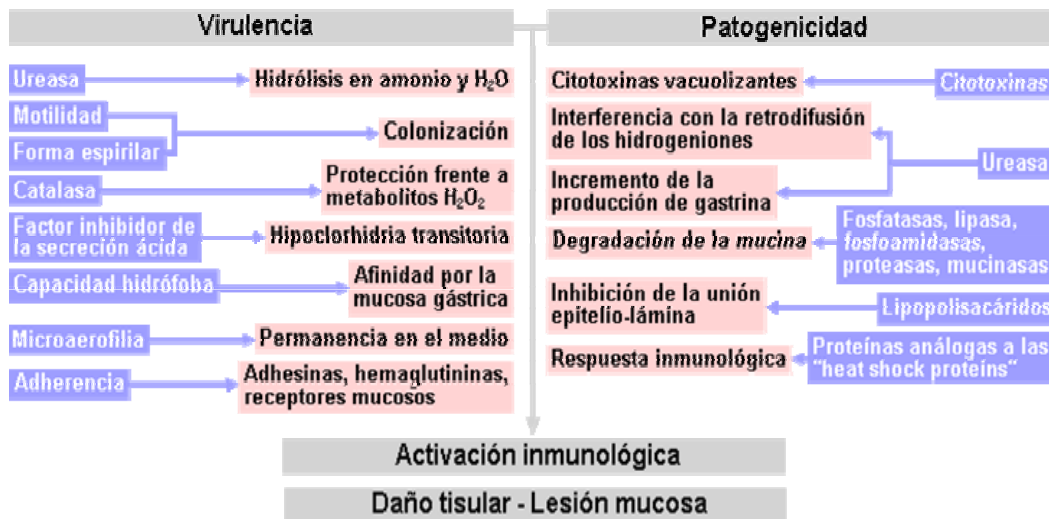 Virulencia
Patogenicidad
Ureasa
Hidrólisis en amonio y H₂O
Motilidad
Forma espirilar
Colonización
Catalasa
Protección frente a
metabolitos H₂O₂
Factor inhibidor de
la secreción ácida
Hipoclorhidria transitoria
Capacidad hidrófoba
Afinidad por la
mucosa gástrica
Microaerofilia
Permanencia en el medio
Adherencia
Adhesinas, hemaglutininas,
receptores mucosos
Citotoxinas vacuolizantes
Citotoxinas
Interferencia con la retrodifusión
de los hidrogeniones
Ureasa
Incremento de la
producción de gastrina
Degradación de la mucina
Fosfatasas, lipasa,
fosfoamidasas,
proteasas, mucinasas
Inhibición de la unión
epitelio-lámina
Lipopolisacáridos
Respuesta inmunológica
Proteínas análogas a las
"heat shock proteíns"
Activación inmunológica
Daño tisular - Lesión mucosa